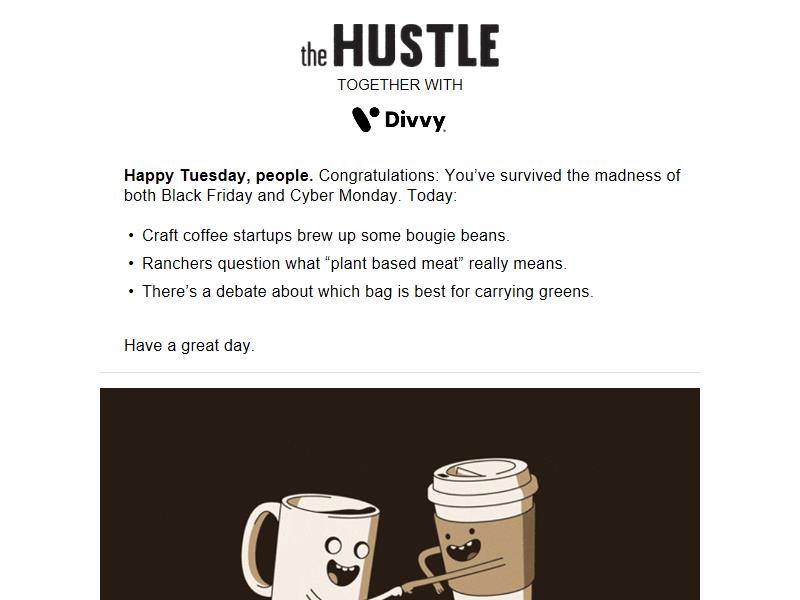 the HUSTLE
TOGETHER WITH
Divvy
Happy Tuesday, people. Congratulations: You’ve survived the madness of
both Black Friday and Cyber Monday. Today:
• Craft coffee startups brew up some bougie beans.
• Ranchers question what “plant based meat” really means.
• There’s a debate about which bag is best for carrying greens.
Have a great day.